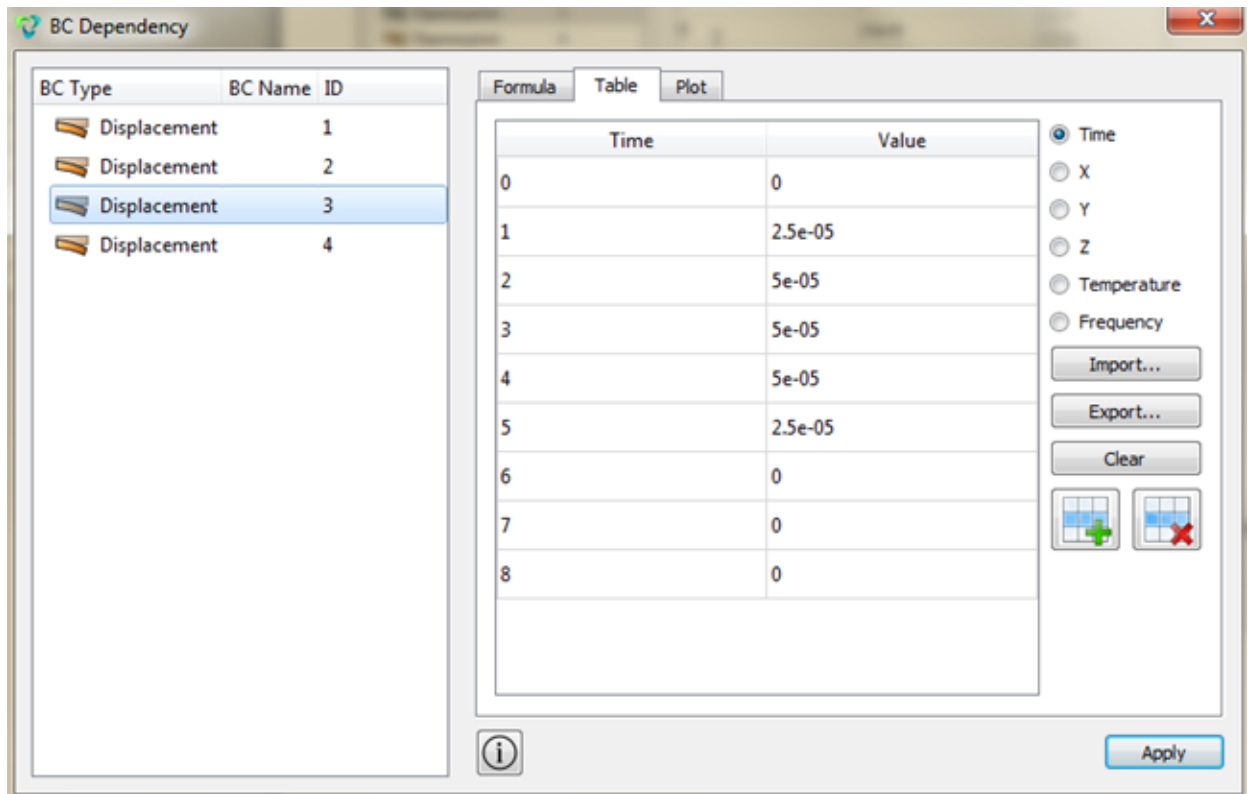 BC Dependency
BC Type BC Name ID
Displacement 1
Displacement 2
Displacement 3
Displacement 4
Formula Table Plot
Time Value
0 0
1 2.5e-05
2 5e-05
3 5e-05
4 5e-05
5 2.5e-05
6 0
7 0
8 0
Time
X
Y
Z
Temperature
Frequency
Import...
Export...
Clear
Apply